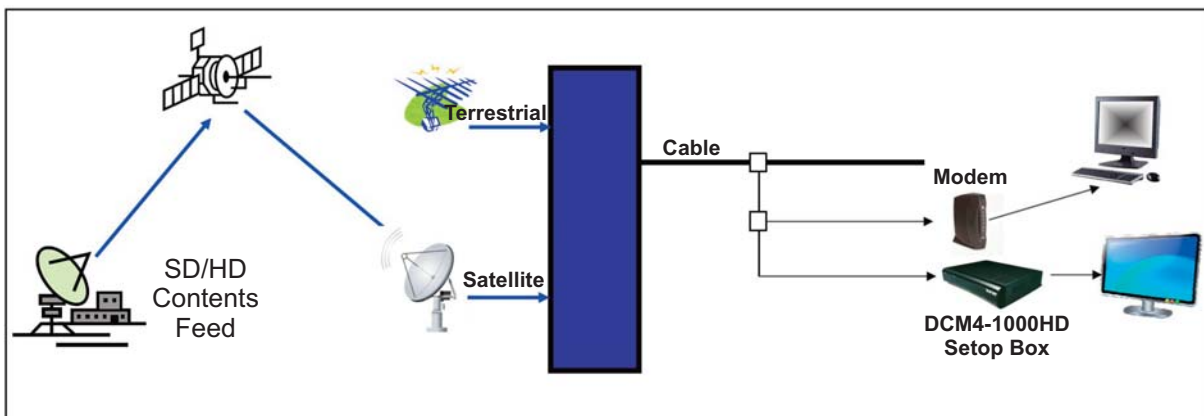 SD/HD
Contents
Feed
Terrestrial
Satellite
Cable
Modem
DCM4-1000HD
Setop Box